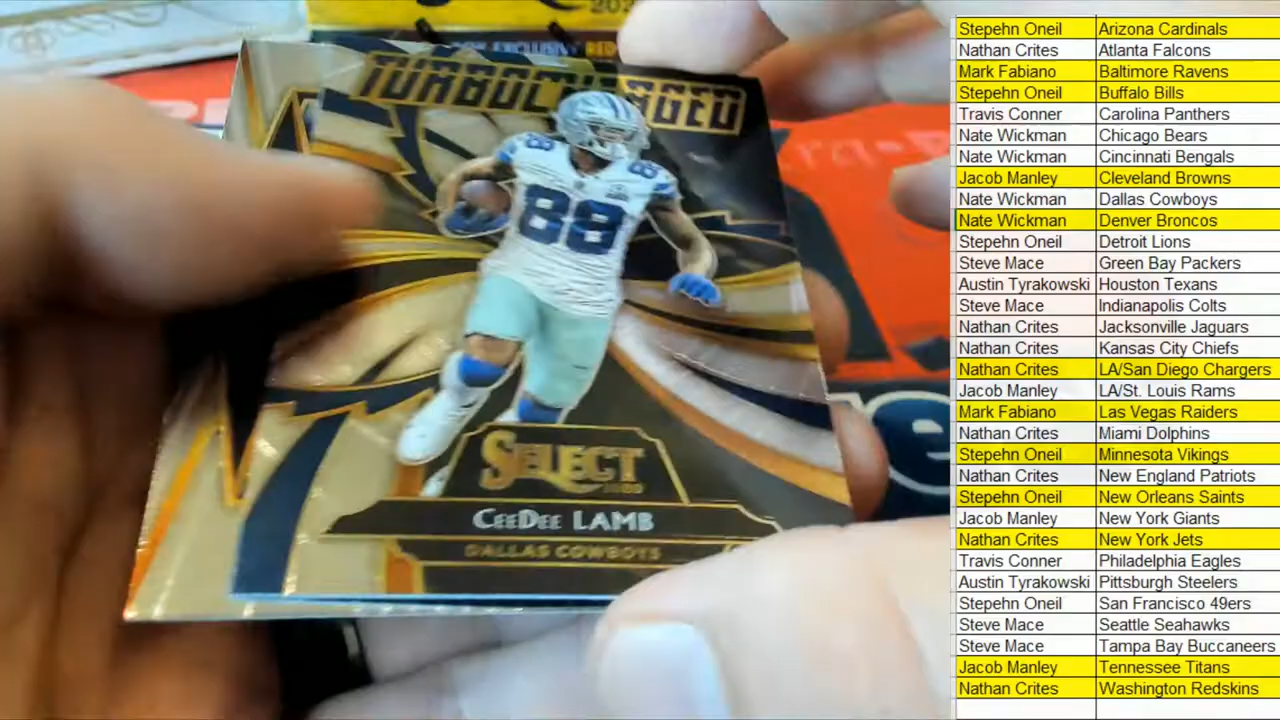 202
BOX EXCLUSIVE RED
TURBOCHARGED
88
88
SELECT
CEEDEE LAMB
DALLAS COWBOYS
Stepehn Oneil Arizona Cardinals
Nathan Crites Atlanta Falcons
Mark Fabiano Baltimore Ravens
Stepehn Oneil Buffalo Bills
Travis Conner Carolina Panthers
Nate Wickman Chicago Bears
Nate Wickman Cincinnati Bengals
Jacob Manley Cleveland Browns
Nate Wickman Dallas Cowboys
Nate Wickman Denver Broncos
Stepehn Oneil Detroit Lions
Steve Mace Green Bay Packers
Austin Tyrakowski Houston Texans
Steve Mace Indianapolis Colts
Nathan Crites Jacksonville Jaguars
Nathan Crites Kansas City Chiefs
Nathan Crites LA/San Diego Chargers
Jacob Manley LA/St. Louis Rams
Mark Fabiano Las Vegas Raiders
Nathan Crites Miami Dolphins
Stepehn Oneil Minnesota Vikings
Nathan Crites New England Patriots
Stepehn Oneil New Orleans Saints
Jacob Manley New York Giants
Nathan Crites New York Jets
Travis Conner Philadelphia Eagles
Austin Tyrakowski Pittsburgh Steelers
Stepehn Oneil San Francisco 49ers
Steve Mace Seattle Seahawks
Steve Mace Tampa Bay Buccaneers
Jacob Manley Tennessee Titans
Nathan Crites Washington Redskins